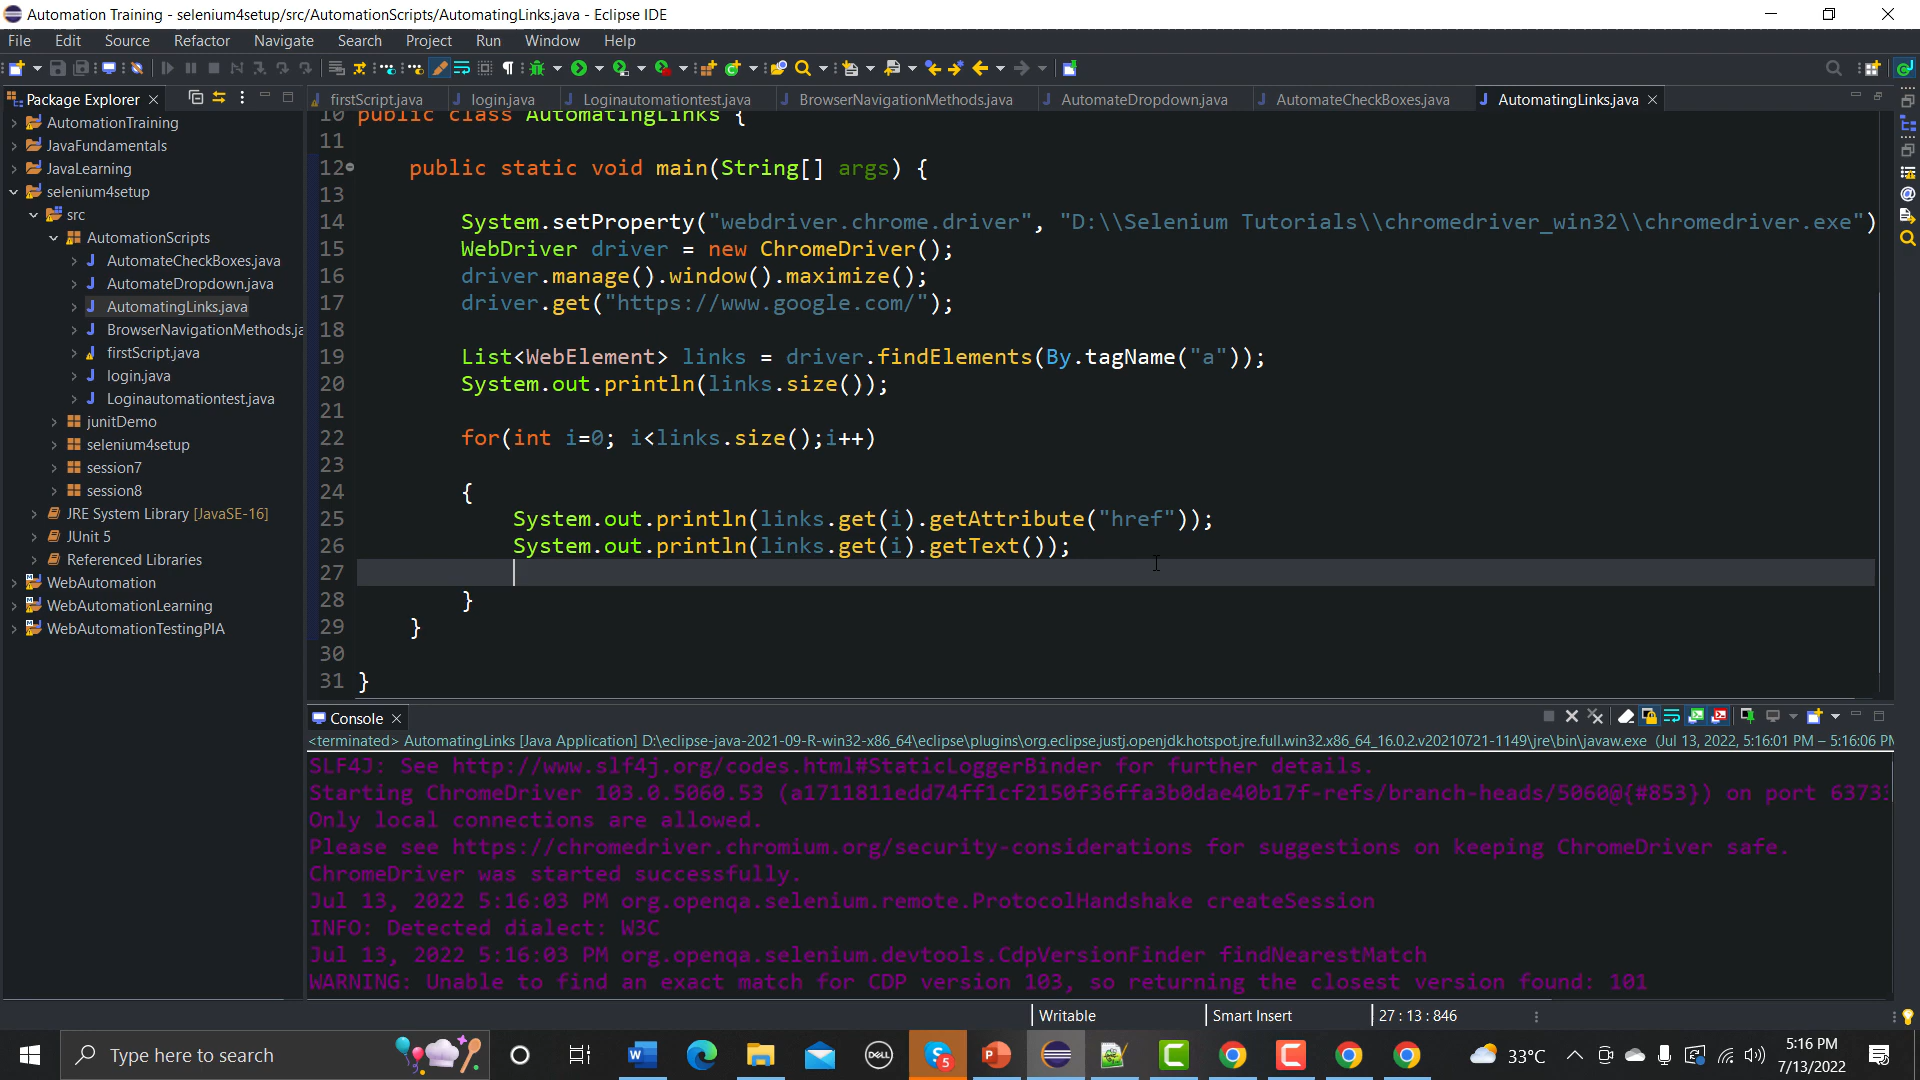 Automation Training - selenium4setup/src/AutomationScripts/AutomatingLinks.java - Eclipse IDE
File Edit Source Refactor Navigate Search Project Run Window Help
Package Explorer
firstScript.java login.java Loginautomationtest.java BrowserNavigationMethods.java AutomateDropdown.java AutomateCheckBoxes.java AutomatingLinks.java
AutomationTraining
JavaFundamentals
JavaLearning
selenium4setup
src
AutomationScripts
AutomateCheckBoxes.java
AutomateDropdown.java
AutomatingLinks.java
BrowserNavigationMethods.ja
firstScript.java
login.java
Loginautomationtest.java
junitDemo
selenium4setup
session7
session8
JRE System Library [JavaSE-16]
JUnit 5
Referenced Libraries
WebAutomation
WebAutomationLearning
WebAutomationTestingPIA
10 public class AutomatingLinks {
11
12 public static void main(String[] args) {
13
14 System.setProperty("webdriver.chrome.driver", "D:\\Selenium Tutorials\\chromedriver_win32\\chromedriver.exe")
15 WebDriver driver = new ChromeDriver();
16 driver.manage().window().maximize();
17 driver.get("https://www.google.com/");
18
19 List<WebElement> links = driver.findElements(By.tagName("a"));
20 System.out.println(links.size());
21
22 for(int i=0; i<links.size();i++)
23
24 {
25 System.out.println(links.get(i).getAttribute("href"));
26 System.out.println(links.get(i).getText());
27
28 }
29 }
30
31 }
Console
<terminated> AutomatingLinks [Java Application] D:\eclipse-java-2021-09-R-win32-x86_64\eclipse\plugins\org.eclipse.justj.openjdk.hotspot.jre.full.win32.x86_64_16.0.2.v20210721-1149\jre\bin\javaw.exe (Jul 13, 2022, 5:16:01 PM – 5:16:06 PM
SLF4J: See http://www.slf4j.org/codes.html#StaticLoggerBinder for further details.
Starting ChromeDriver 103.0.5060.53 (a1711811edd74ff1cf2150f36ffa3b0dae40b17f-refs/branch-heads/5060@{#853}) on port 63733
Only local connections are allowed.
Please see https://chromedriver.chromium.org/security-considerations for suggestions on keeping ChromeDriver safe.
ChromeDriver was started successfully.
Jul 13, 2022 5:16:03 PM org.openqa.selenium.remote.ProtocolHandshake createSession
INFO: Detected dialect: W3C
Jul 13, 2022 5:16:03 PM org.openqa.selenium.devtools.CdpVersionFinder findNearestMatch
WARNING: Unable to find an exact match for CDP version 103, so returning the closest version found: 101
Writable Smart Insert 27 : 13 : 846
Type here to search
DELL
5
33°C
5:16 PM
7/13/2022